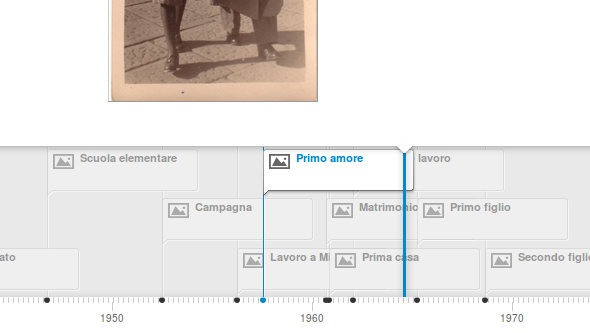 Scuola elementare
Primo amore
lavoro
Campagna
Matrimonio
Primo figlio
ato
Lavoro a Mi
Prima casa
Secondo figli
1950
1960
1970